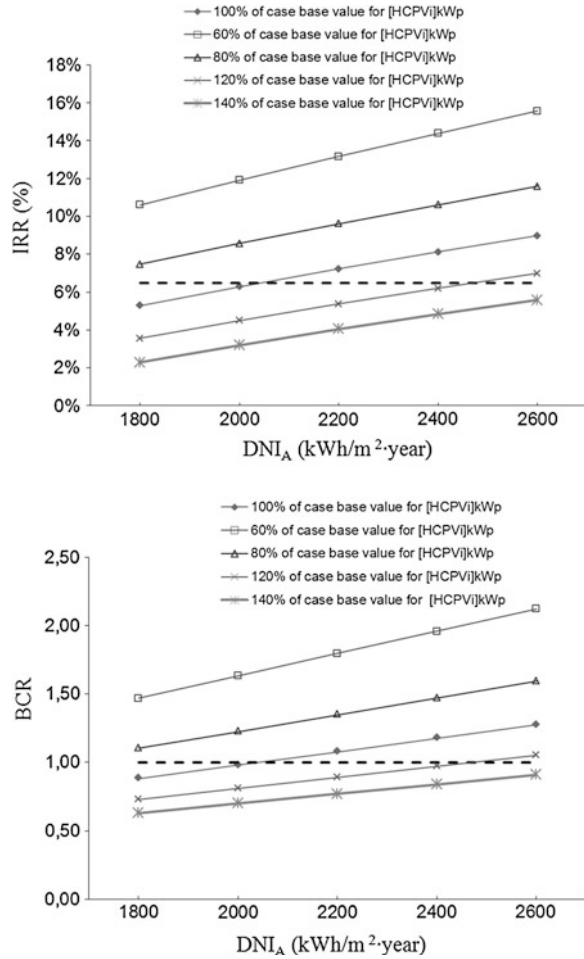 100% of case base value for [HCPVi]kWp
60% of case base value for [HCPVi]kWp
80% of case base value for [HCPVi]kWp
120% of case base value for [HCPVi]kWp
140% of case base value for [HCPVi]kWp
18%
16%
14%
12%
10%
8%
6%
4%
2%
0%
IRR (%)
1800 2000 2200 2400 2600
DNI_A (kWh/m²·year)
100% of case base value for [HCPVi]kWp
60% of case base value for [HCPVi]kWp
80% of case base value for [HCPVi]kWp
120% of case base value for [HCPVi]kWp
140% of case base value for [HCPVi]kWp
2,50
2,00
1,50
1,00
0,50
0,00
BCR
1800 2000 2200 2400 2600
DNI_A (kWh/m²·year)